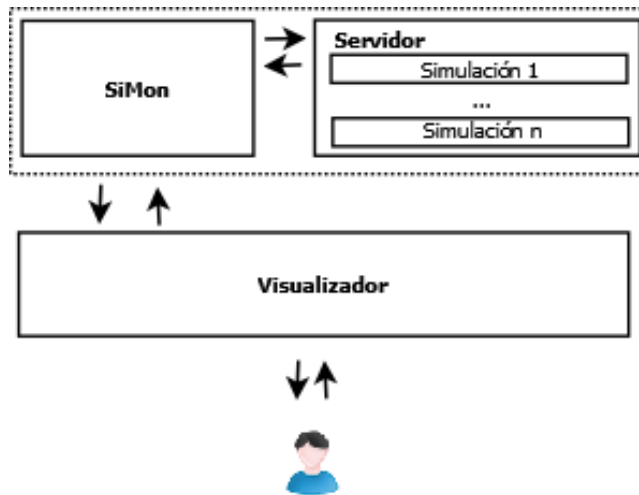 Servidor
SiMon
Simulación 1
...
Simulación n
Visualizador